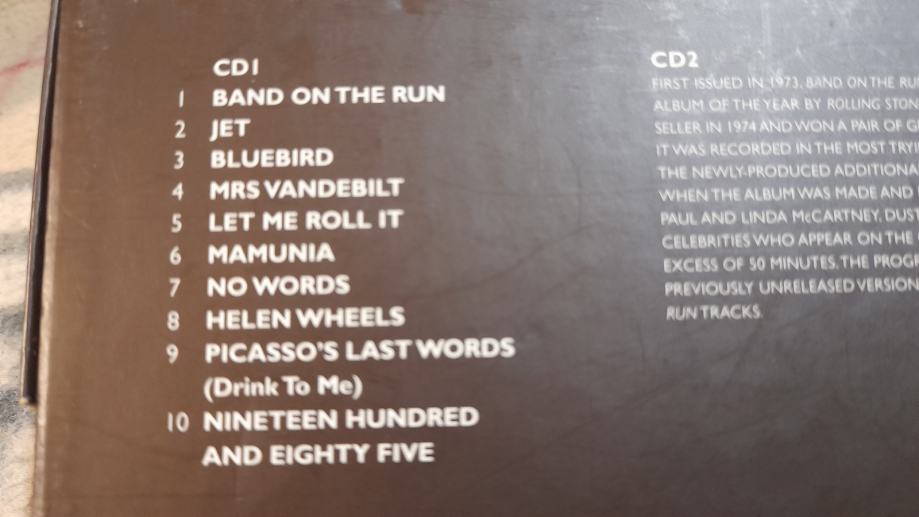 CD1
1 BAND ON THE RUN
2 JET
3 BLUEBIRD
4 MRS VANDEBILT
5 LET ME ROLL IT
6 MAMUNIA
7 NO WORDS
8 HELEN WHEELS
9 PICASSO'S LAST WORDS
(Drink To Me)
10 NINETEEN HUNDRED
AND EIGHTY FIVE
CD2
FIRST ISSUED IN 1973, BAND ON THE
ALBUM OF THE YEAR BY ROLLING
SELLER IN 1974 AND WON A PAIR OF
IT WAS RECORDED IN THE MOST
THE NEWLY-PRODUCED
WHEN THE ALBUM WAS MADE AND
PAUL AND LINDA McCARTNEY,
CELEBRITIES WHO APPEAR ON THE
EXCESS OF 50 MINUTES. THE
PREVIOUSLY UNRELEASED
RUN TRACKS.